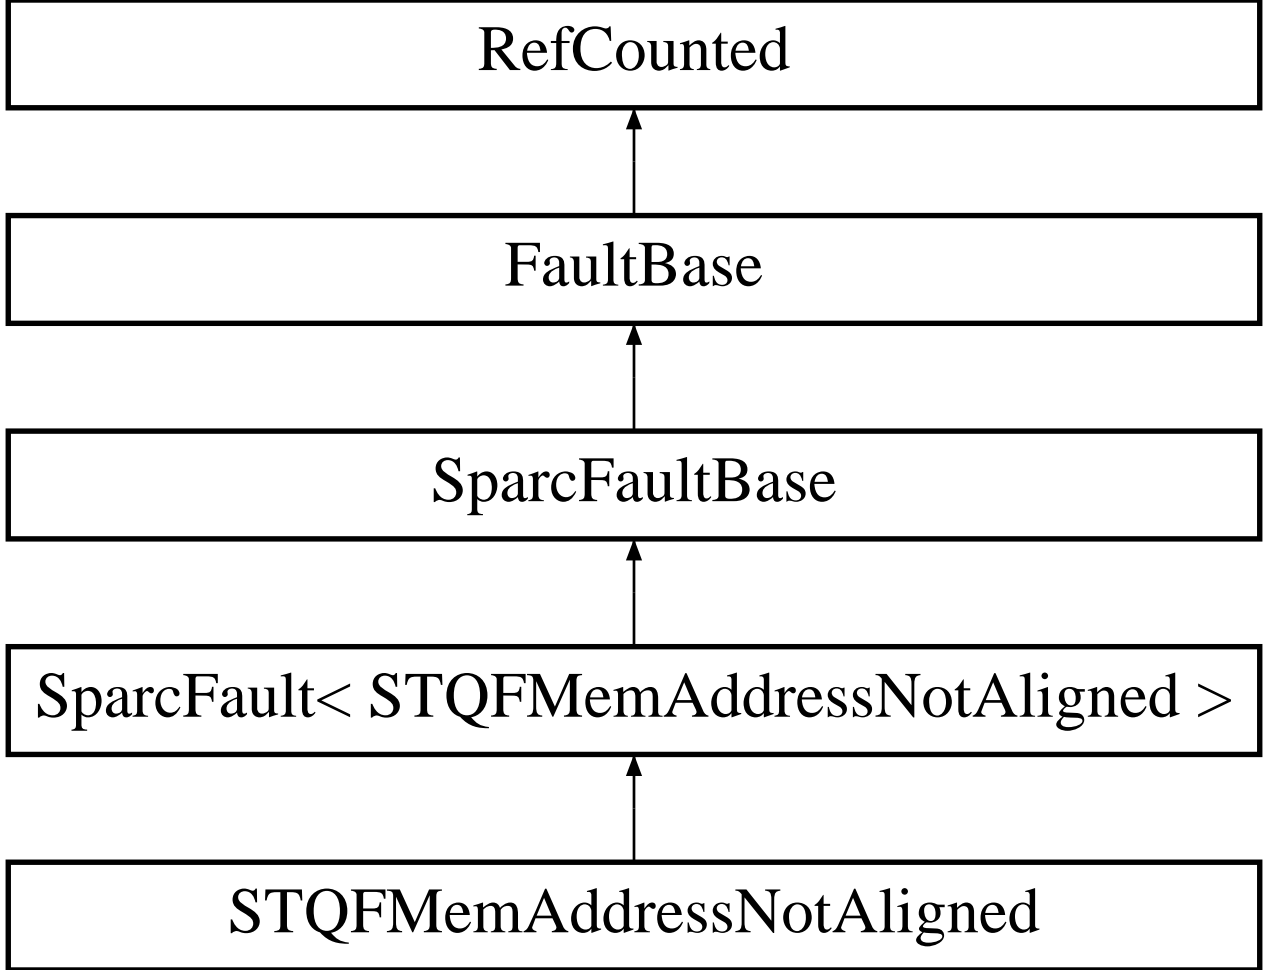 RefCounted
FaultBase
SparcFaultBase
SparcFault< STQFMemAddressNotAligned >
STQFMemAddressNotAligned